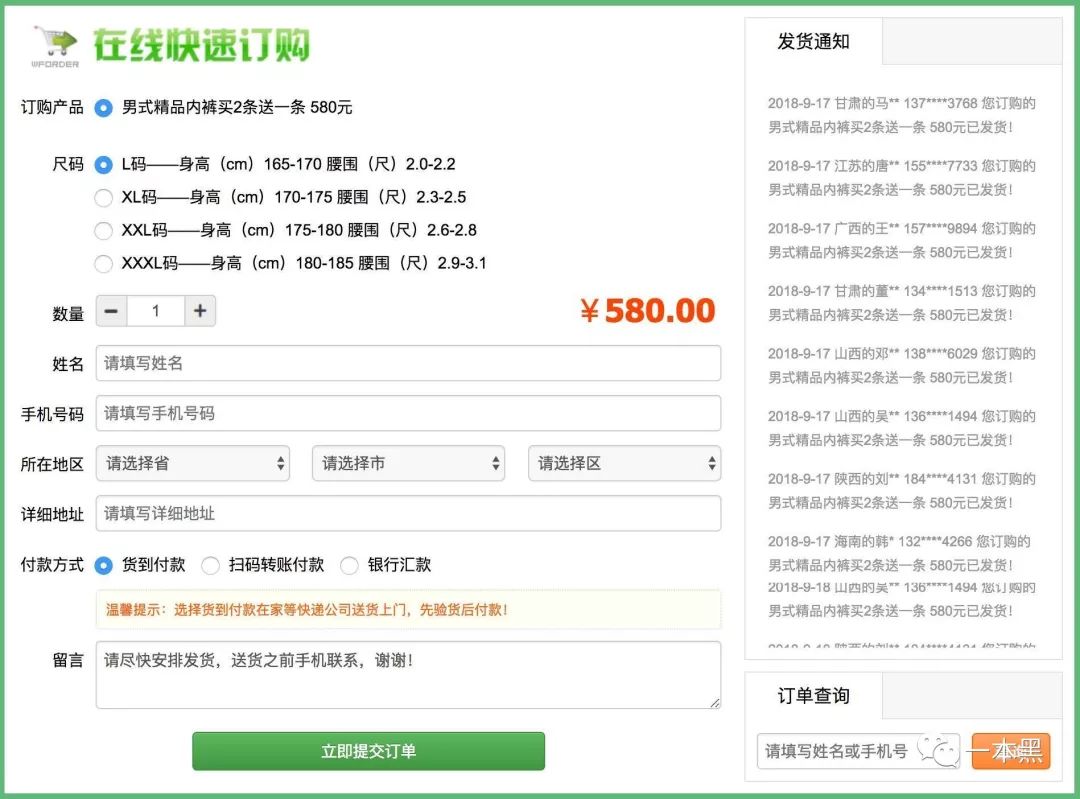 WFORDER
在线快速订购
订购产品 男式精品内裤买2条送一条 580元
尺码 L码——身高（cm）165-170 腰围（尺）2.0-2.2
XL码——身高（cm）170-175 腰围（尺）2.3-2.5
XXL码——身高（cm）175-180 腰围（尺）2.6-2.8
XXXL码——身高（cm）180-185 腰围（尺）2.9-3.1
数量 − 1 + ￥580.00
姓名 请填写姓名
手机号码 请填写手机号码
所在地区 请选择省 请选择市 请选择区
详细地址 请填写详细地址
付款方式 货到付款 扫码转账付款 银行汇款
温馨提示：选择货到付款在家等快递公司送货上门，先验货后付款！
留言 请尽快安排发货，送货之前手机联系，谢谢！
立即提交订单
发货通知
2018-9-17 甘肃的马** 137****3768 您订购的
男式精品内裤买2条送一条 580元已发货！
2018-9-17 江苏的唐** 155****7733 您订购的
男式精品内裤买2条送一条 580元已发货！
2018-9-17 广西的王** 157****9894 您订购的
男式精品内裤买2条送一条 580元已发货！
2018-9-17 甘肃的董** 134****1513 您订购的
男式精品内裤买2条送一条 580元已发货！
2018-9-17 山西的邓** 138****6029 您订购的
男式精品内裤买2条送一条 580元已发货！
2018-9-17 山西的吴** 136****1494 您订购的
男式精品内裤买2条送一条 580元已发货！
2018-9-17 陕西的刘** 184****4131 您订购的
男式精品内裤买2条送一条 580元已发货！
2018-9-17 海南的韩* 132****4266 您订购的
男式精品内裤买2条送一条 580元已发货！
2018-9-18 山西的吴** 136****1494 您订购的
男式精品内裤买2条送一条 580元已发货！
订单查询
请填写姓名或手机号
一本黑